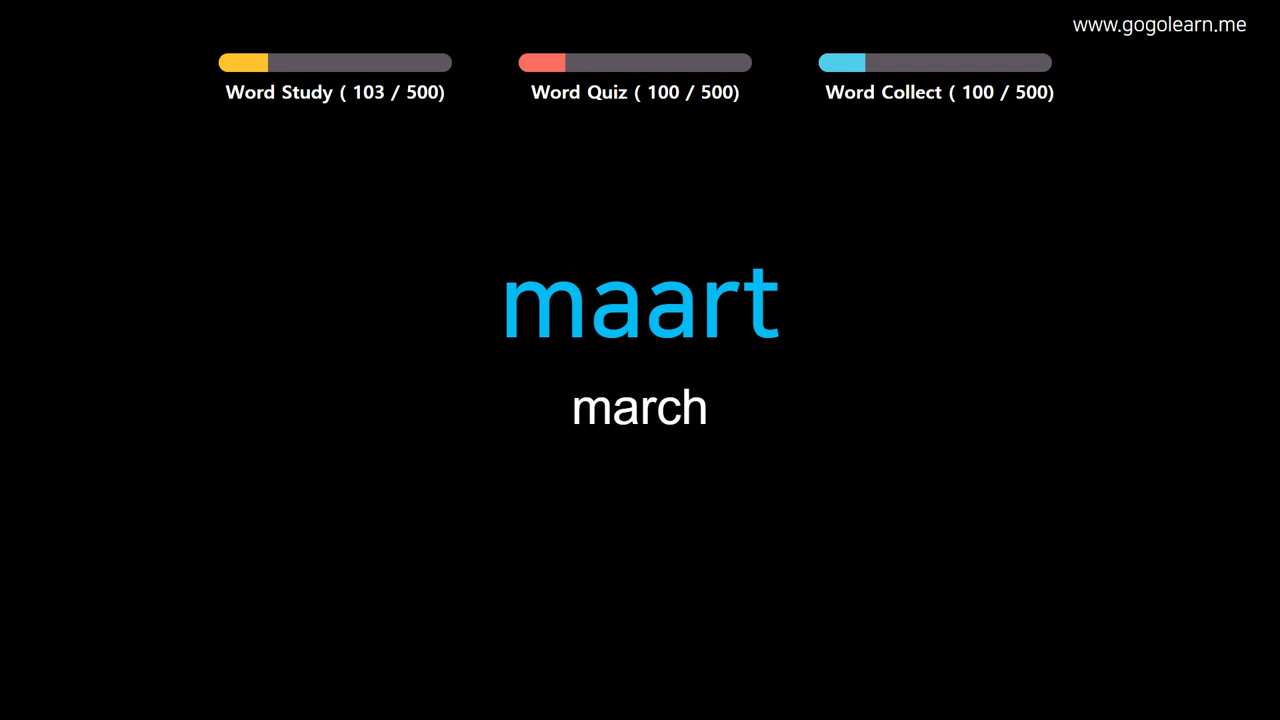 www.gogolearn.me
Word Study ( 103 / 500)
Word Quiz ( 100 / 500)
Word Collect ( 100 / 500)
maart
march